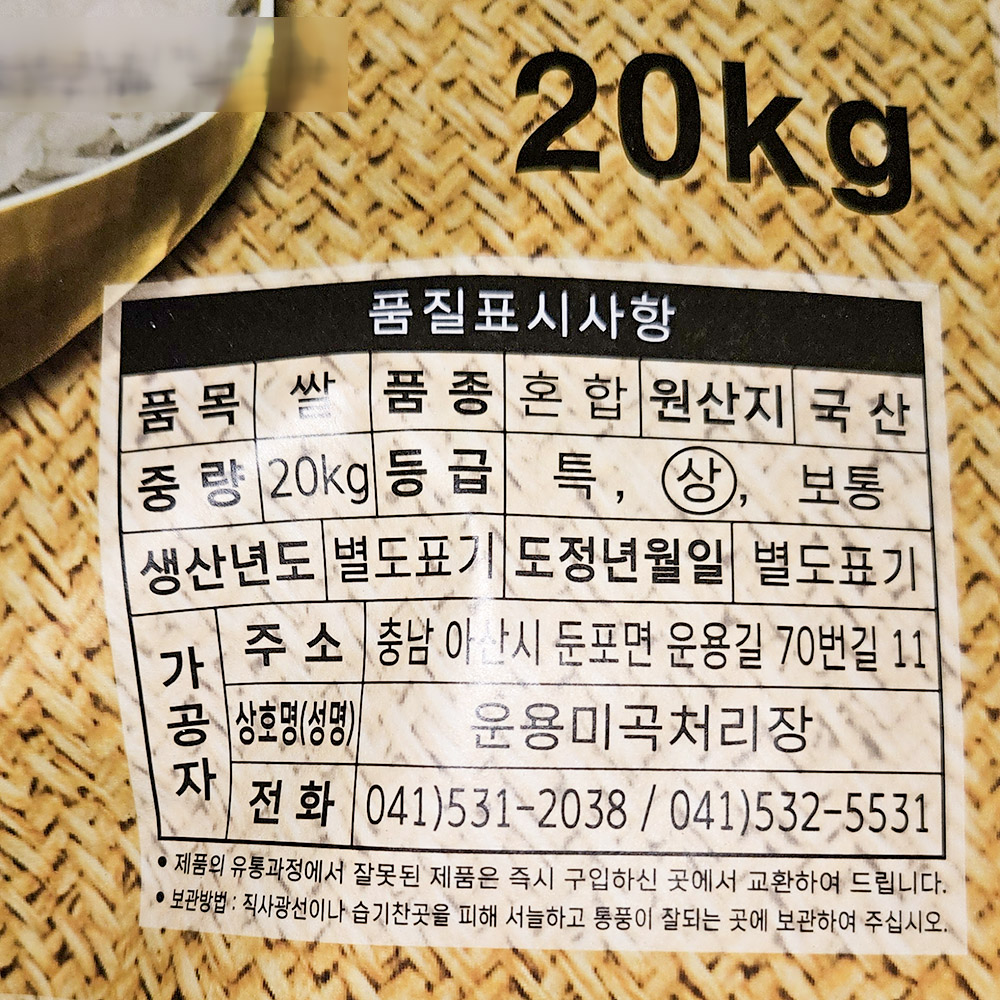 20kg
품질표시사항
품목 쌀 품종 혼합 원산지 국산
중량 20kg 등급 특, 상, 보통
생산년도 별도표기 도정년월일 별도표기
가공자
주소 충남 아산시 둔포면 운용길 70번길 11
상호명(성명) 운용미곡처리장
전화 041)531-2038 / 041)532-5531
• 제품의 유통과정에서 잘못된 제품은 즉시 구입하신 곳에서 교환하여 드립니다.
• 보관방법 : 직사광선이나 습기찬곳을 피해 서늘하고 통풍이 잘되는 곳에 보관하여 주십시오.